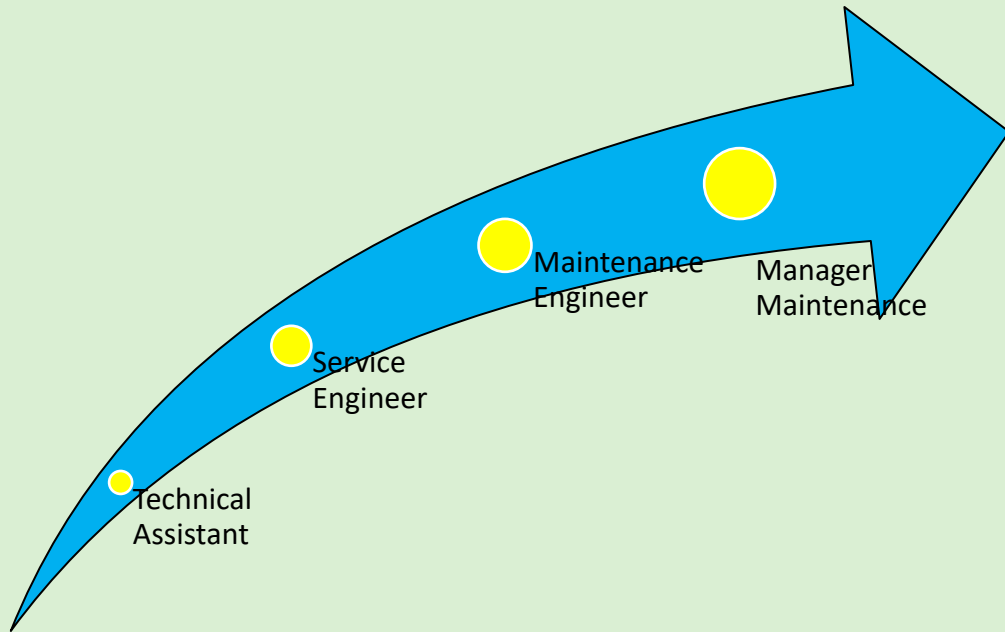 Maintenance
Engineer
Manager
Maintenance
Service
Engineer
Technical
Assistant